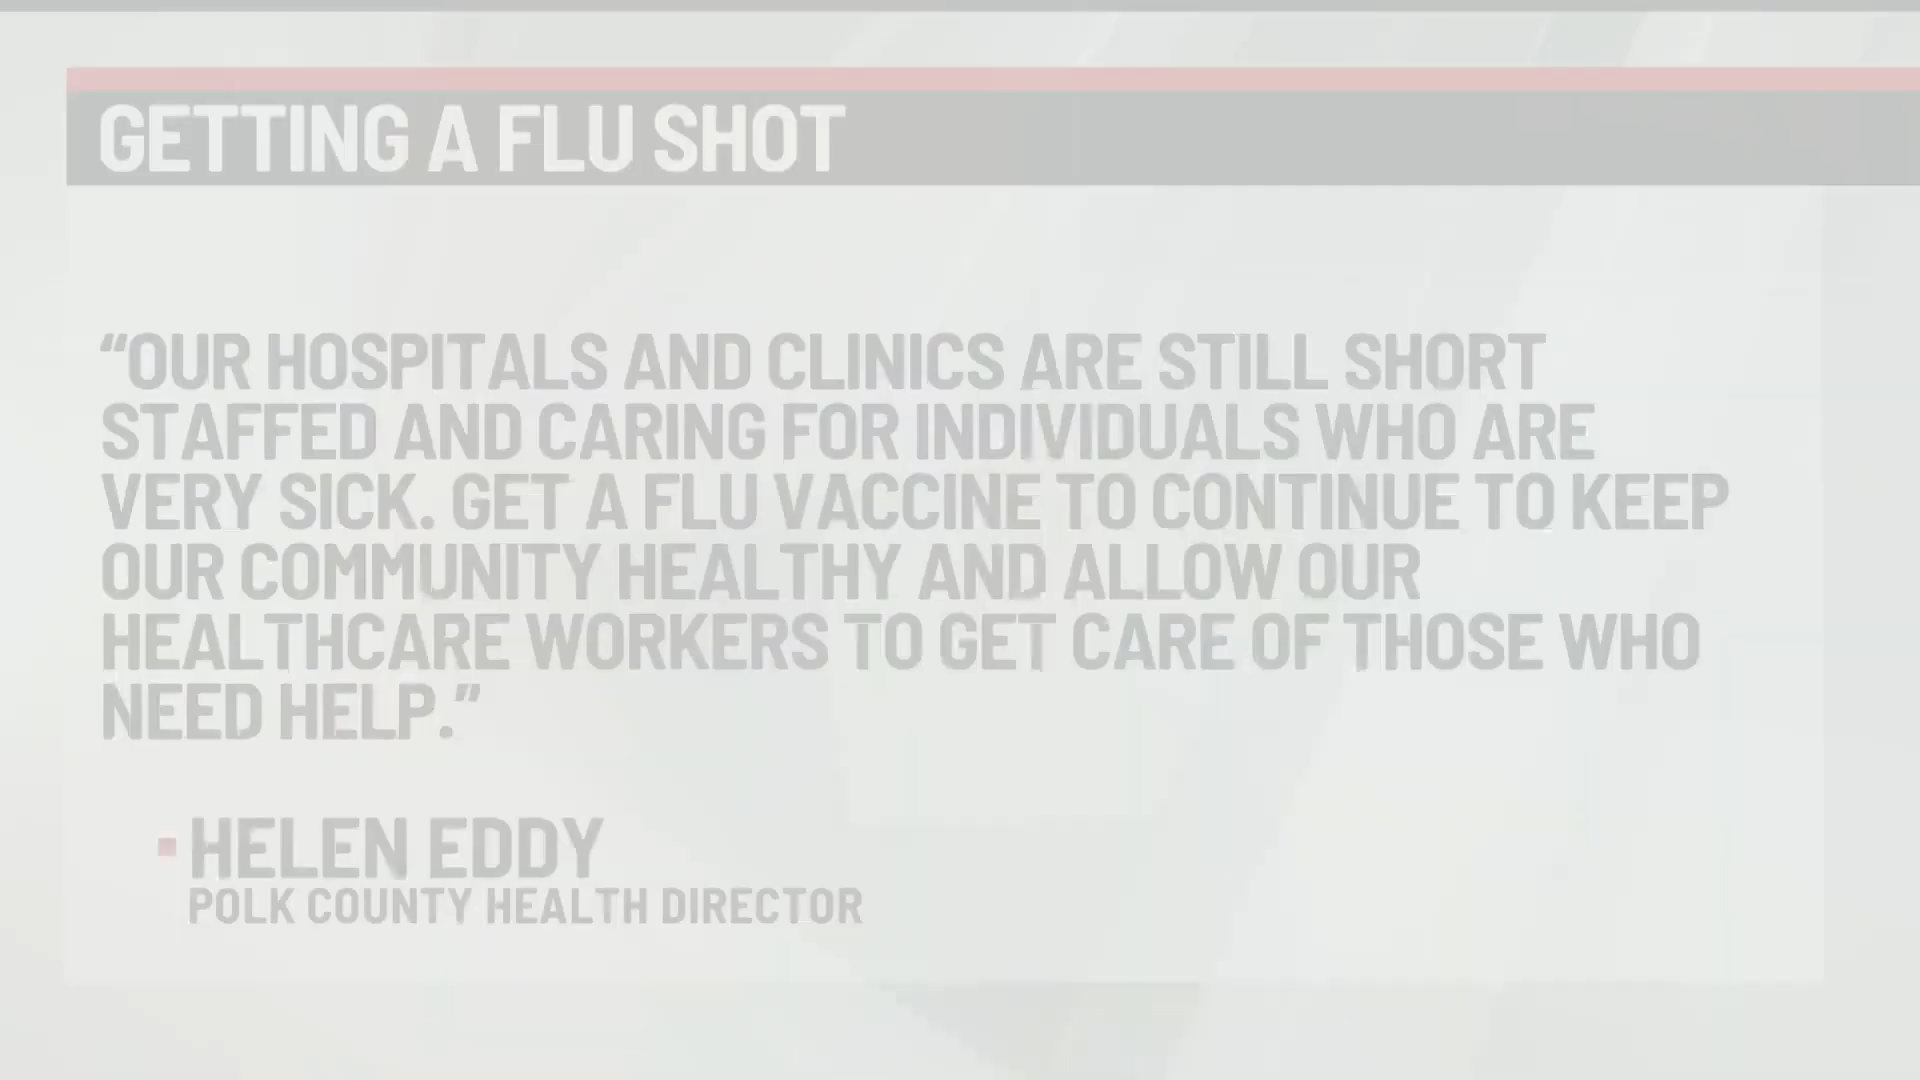 GETTING A FLU SHOT
“OUR HOSPITALS AND CLINICS ARE STILL SHORT
STAFFED AND CARING FOR INDIVIDUALS WHO ARE
VERY SICK. GET A FLU VACCINE TO CONTINUE TO KEEP
OUR COMMUNITY HEALTHY AND ALLOW OUR
HEALTHCARE WORKERS TO GET CARE OF THOSE WHO
NEED HELP.”
HELEN EDDY
POLK COUNTY HEALTH DIRECTOR